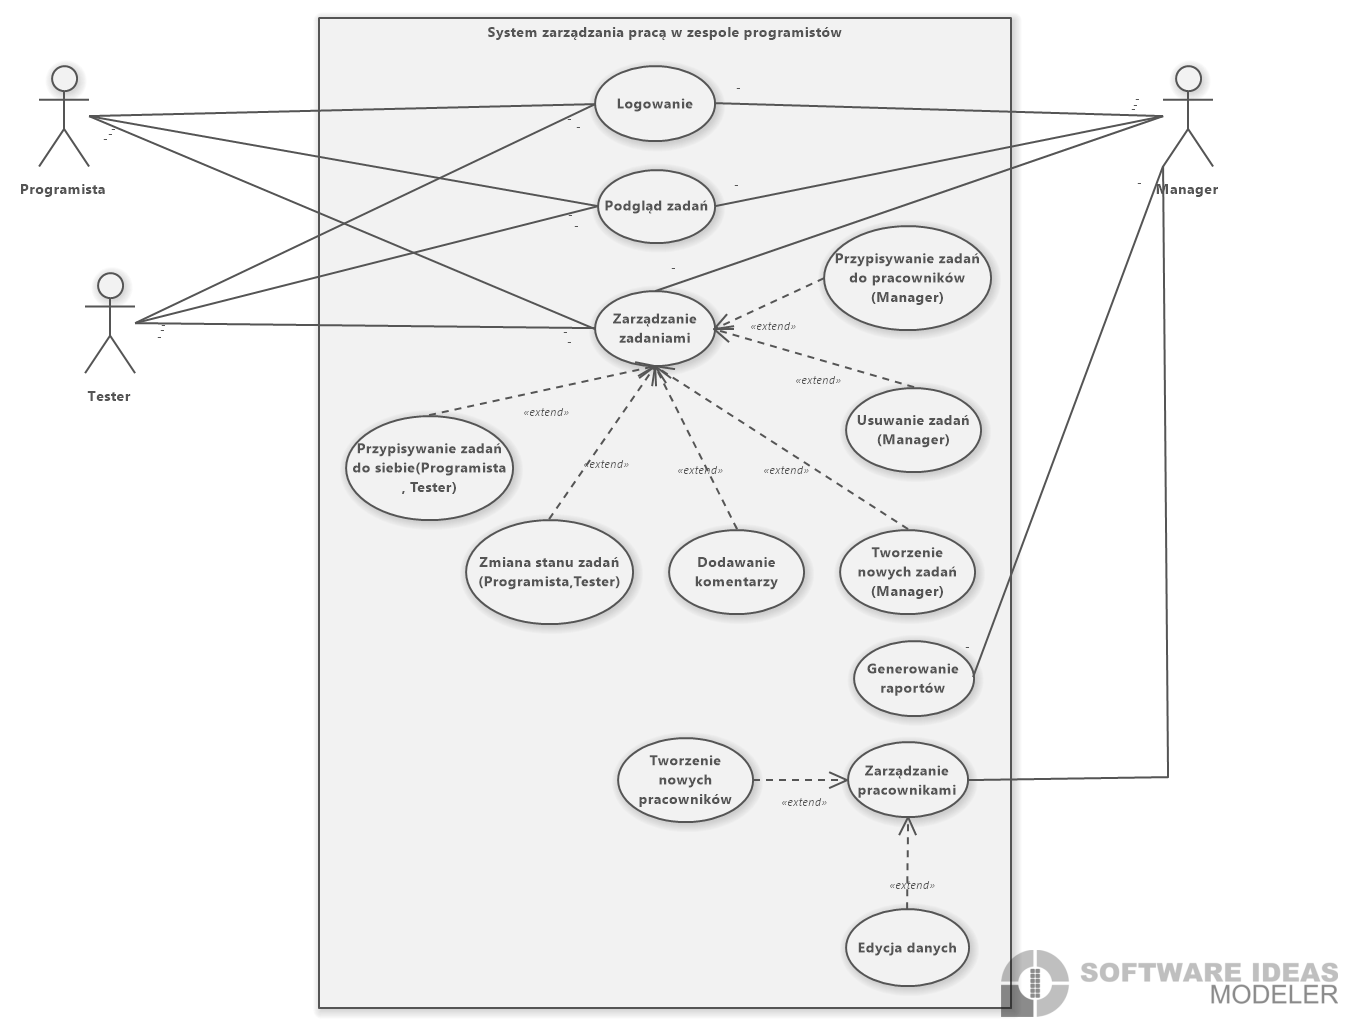 System zarządzania pracą w zespole programistów
Logowanie
Programista
Manager
Podgląd zadań
Przypisywanie zadań
do pracowników
(Manager)
Zarządzanie
zadaniami
«extend»
Tester
«extend»
Usuwanie zadań
(Manager)
«extend»
Przypisywanie zadań
do siebie(Programista
, Tester)
«extend»
«extend»
«extend»
Zmiana stanu zadań
(Programista,Tester)
Dodawanie
komentarzy
Tworzenie
nowych zadań
(Manager)
Generowanie
raportów
Tworzenie
nowych
pracowników
«extend»
Zarządzanie
pracownikami
«extend»
Edycja danych
SOFTWARE IDEAS
MODELER